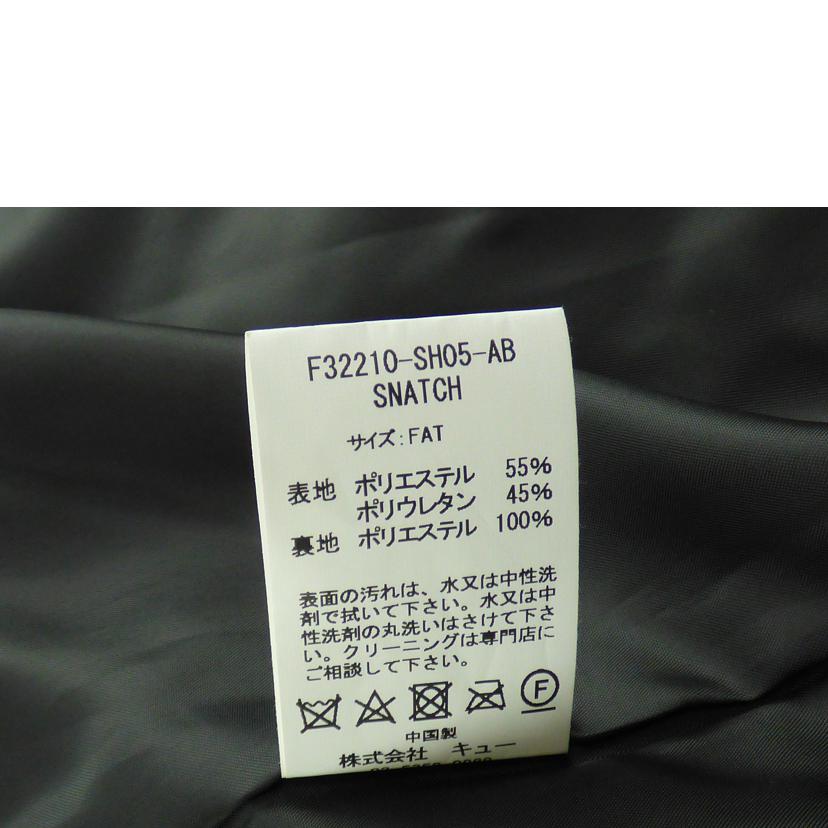 F32210-SH05-AB
SNATCH
サイズ:FAT
表地 ポリエステル 55%
ポリウレタン 45%
裏地 ポリエステル 100%
表面の汚れは、水又は中性洗
剤で拭いて下さい。水又は中
性洗剤の丸洗いはさけて下さ
い。クリーニングは専門店に
ご相談して下さい。
F
中国製
株式会社 キュー